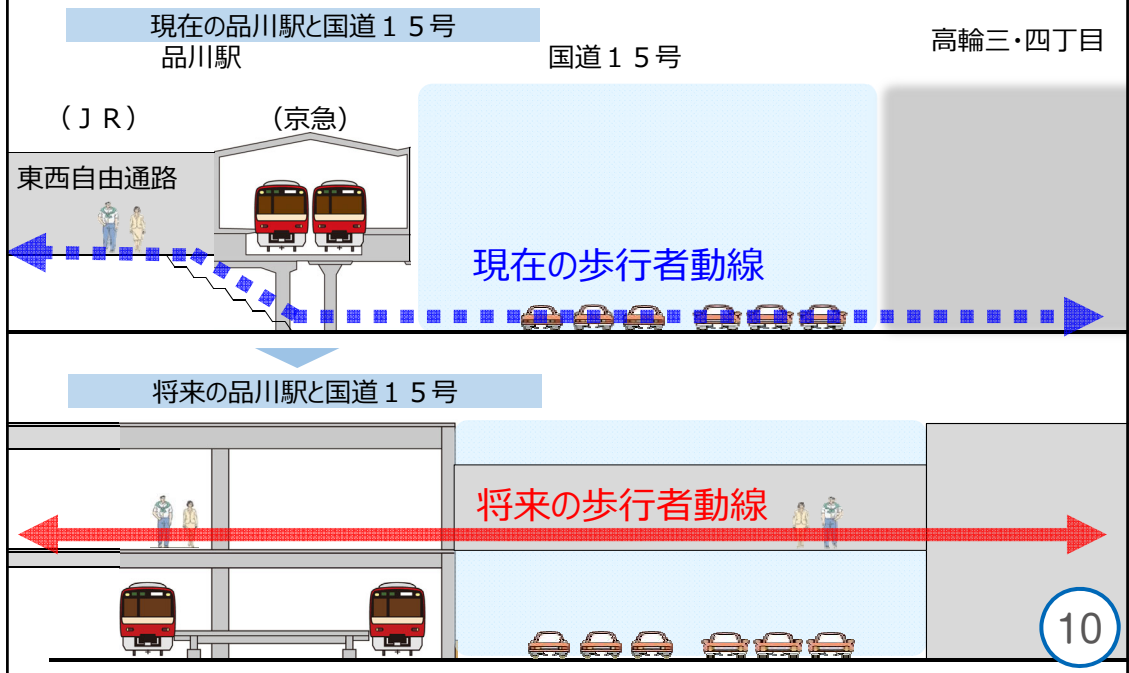 現在の品川駅と国道１５号
品川駅
国道１５号
高輪三・四丁目
（ＪＲ）
（京急）
東西自由通路
現在の歩行者動線
将来の品川駅と国道１５号
将来の歩行者動線
10